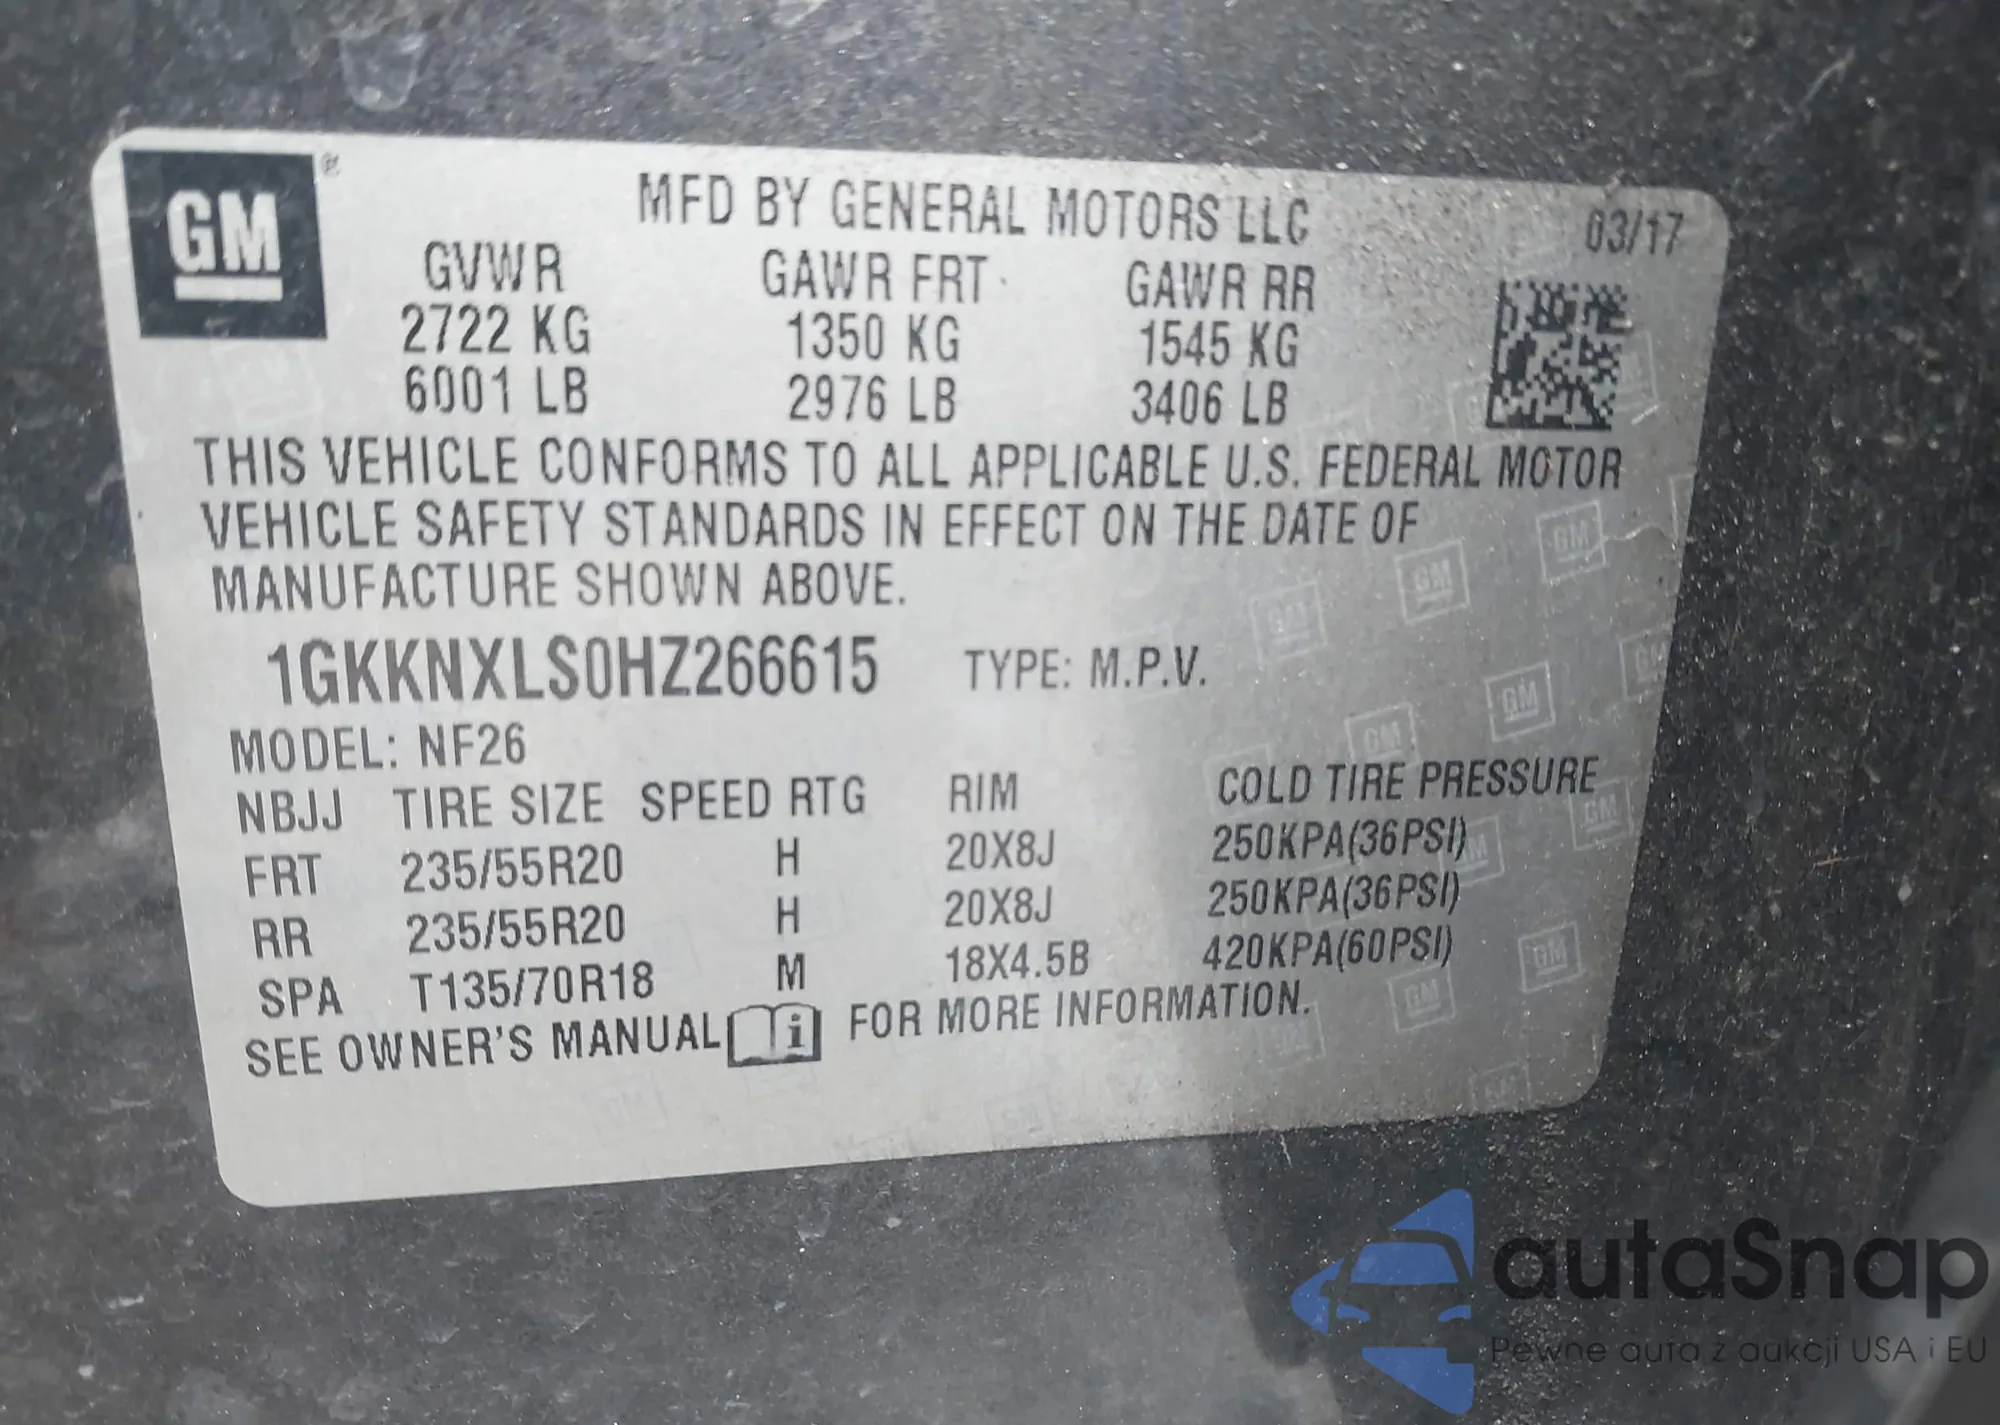 GM ®
MFD BY GENERAL MOTORS LLC 03/17
GVWR GAWR FRT GAWR RR
2722 KG 1350 KG 1545 KG
6001 LB 2976 LB 3406 LB
THIS VEHICLE CONFORMS TO ALL APPLICABLE U.S. FEDERAL MOTOR
VEHICLE SAFETY STANDARDS IN EFFECT ON THE DATE OF
MANUFACTURE SHOWN ABOVE.
1GKKNXLS0HZ266615 TYPE: M.P.V.
MODEL: NF26
NBJJ TIRE SIZE SPEED RTG RIM COLD TIRE PRESSURE
FRT 235/55R20 H 20X8J 250KPA(36PSI)
RR 235/55R20 H 20X8J 250KPA(36PSI)
SPA T135/70R18 M 18X4.5B 420KPA(60PSI)
SEE OWNER'S MANUAL i FOR MORE INFORMATION.
autaSnap
Pewne auta z aukcji USA i EU